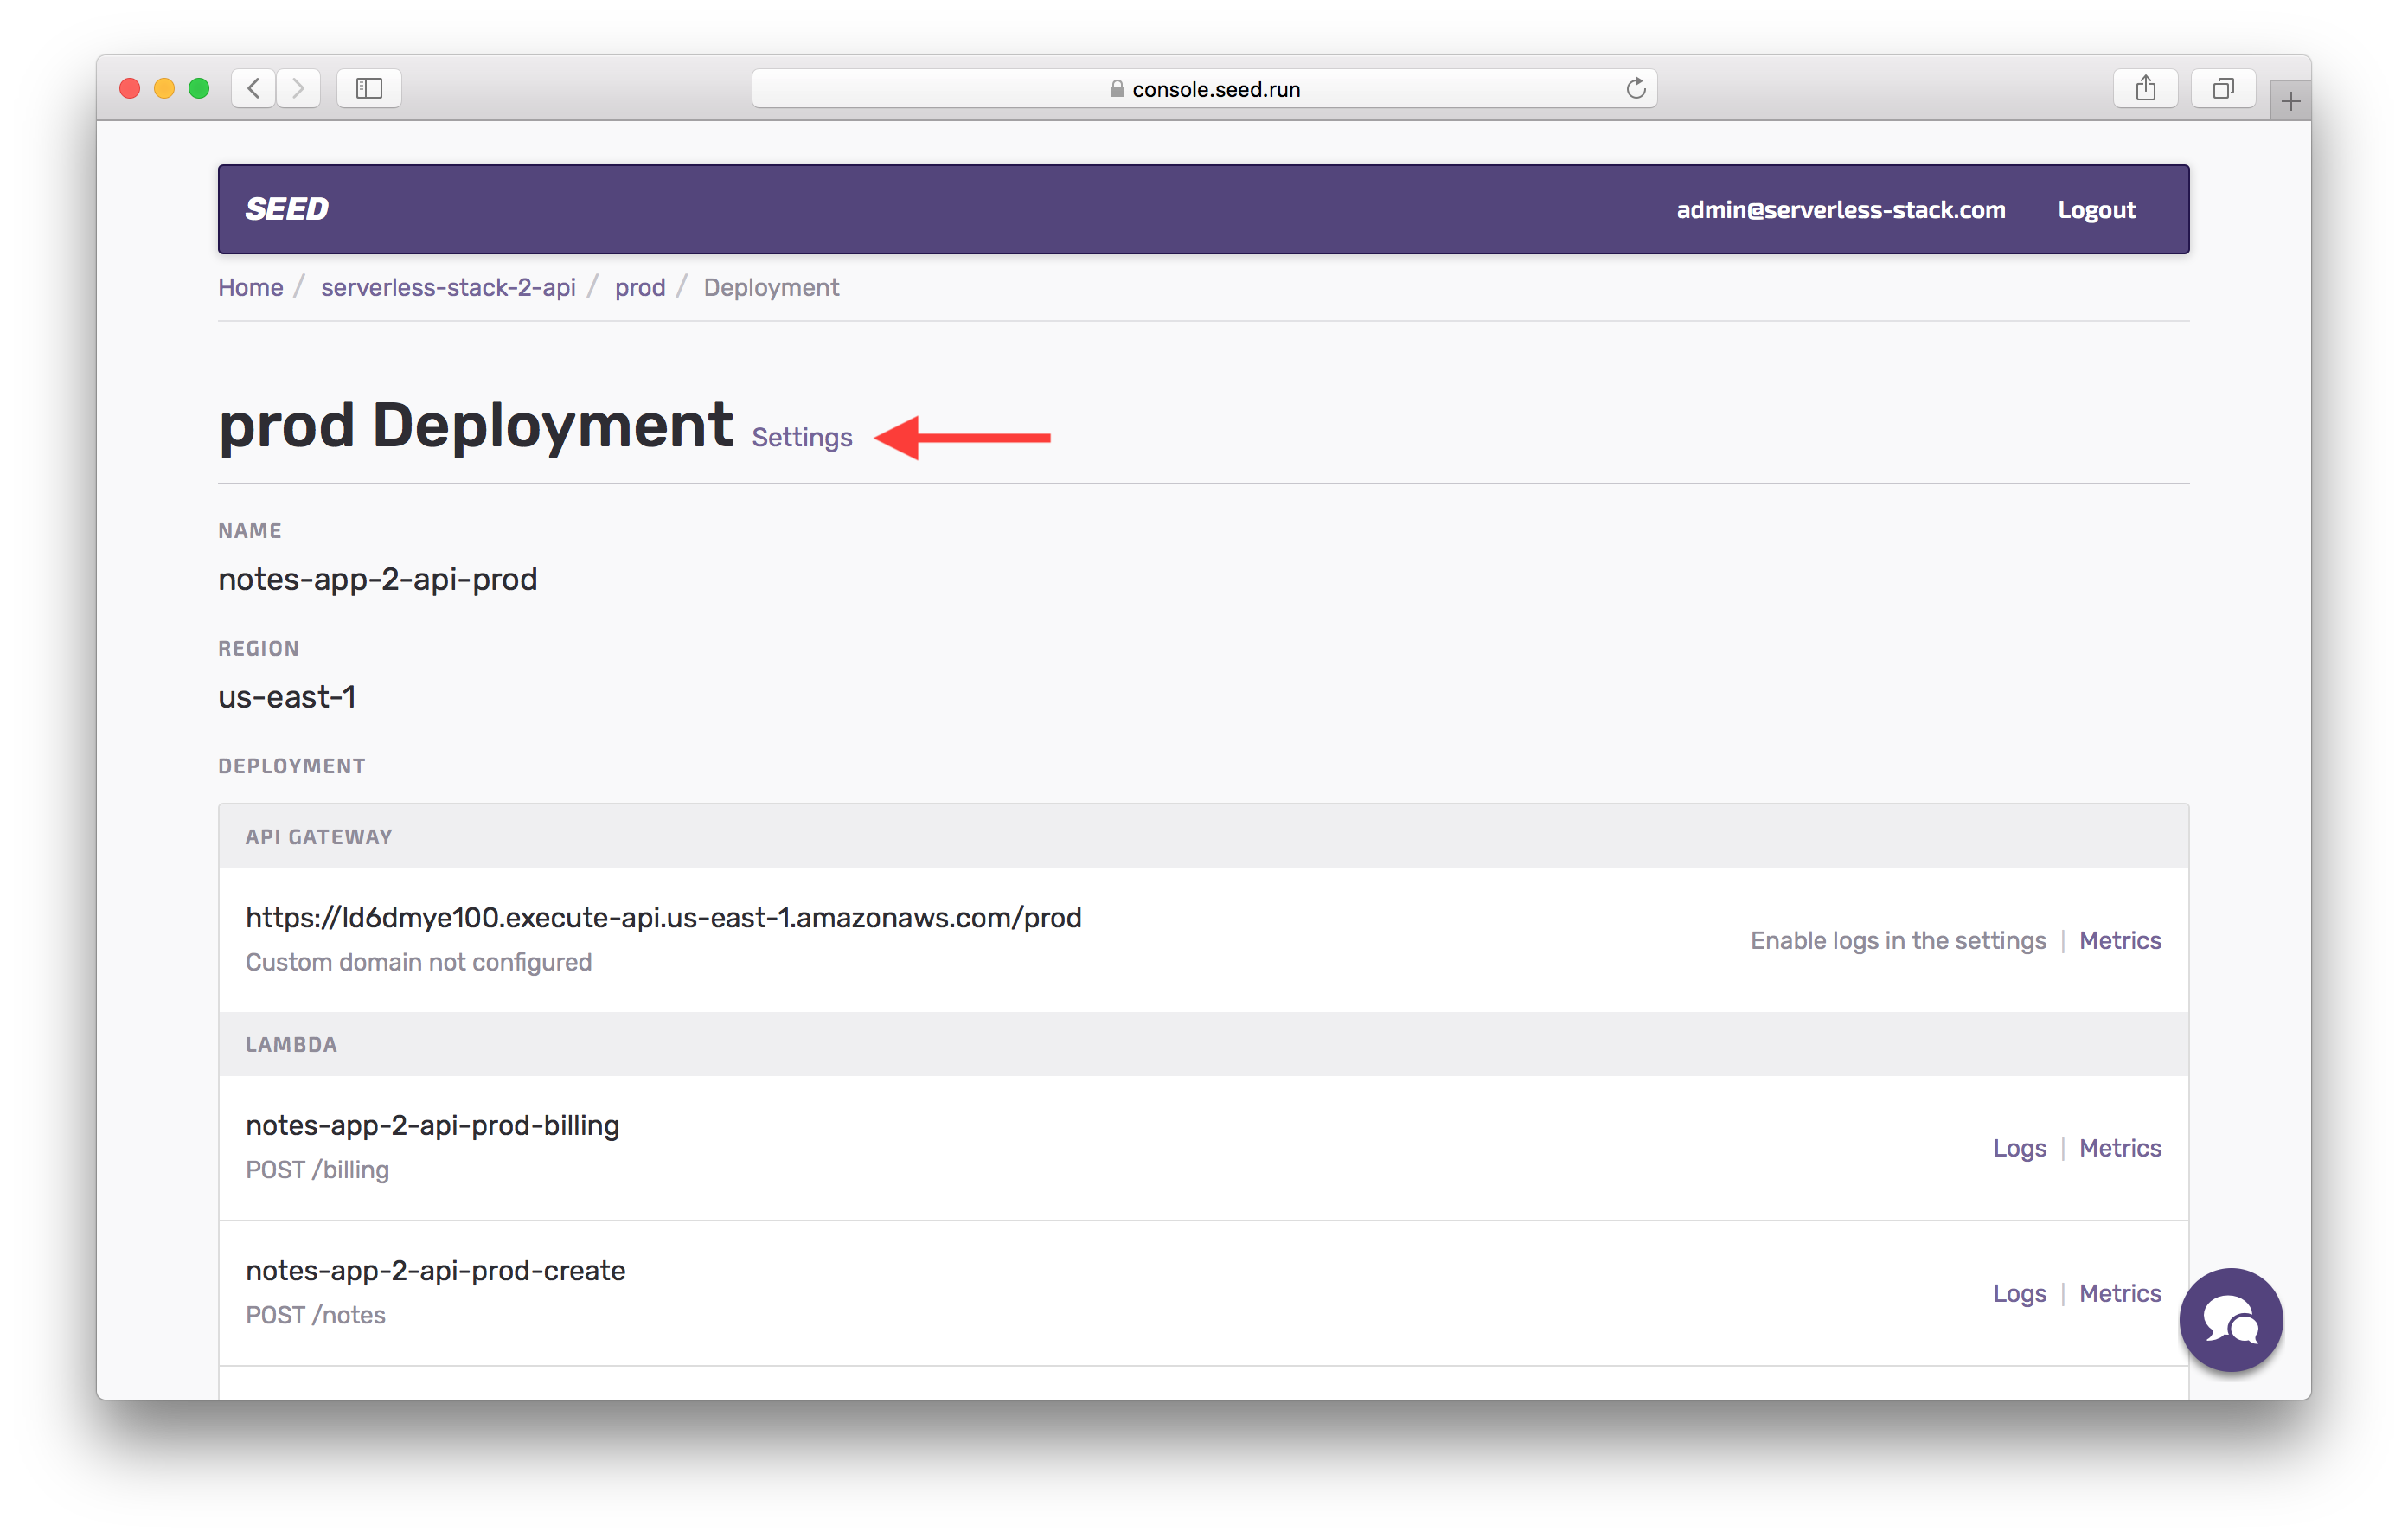 console.seed.run
SEED
admin@serverless-stack.com Logout
Home / serverless-stack-2-api / prod / Deployment
prod Deployment Settings
NAME
notes-app-2-api-prod
REGION
us-east-1
DEPLOYMENT
API GATEWAY
https://ld6dmye100.execute-api.us-east-1.amazonaws.com/prod
Custom domain not configured
Enable logs in the settings | Metrics
LAMBDA
notes-app-2-api-prod-billing
POST /billing
Logs | Metrics
notes-app-2-api-prod-create
POST /notes
Logs | Metrics